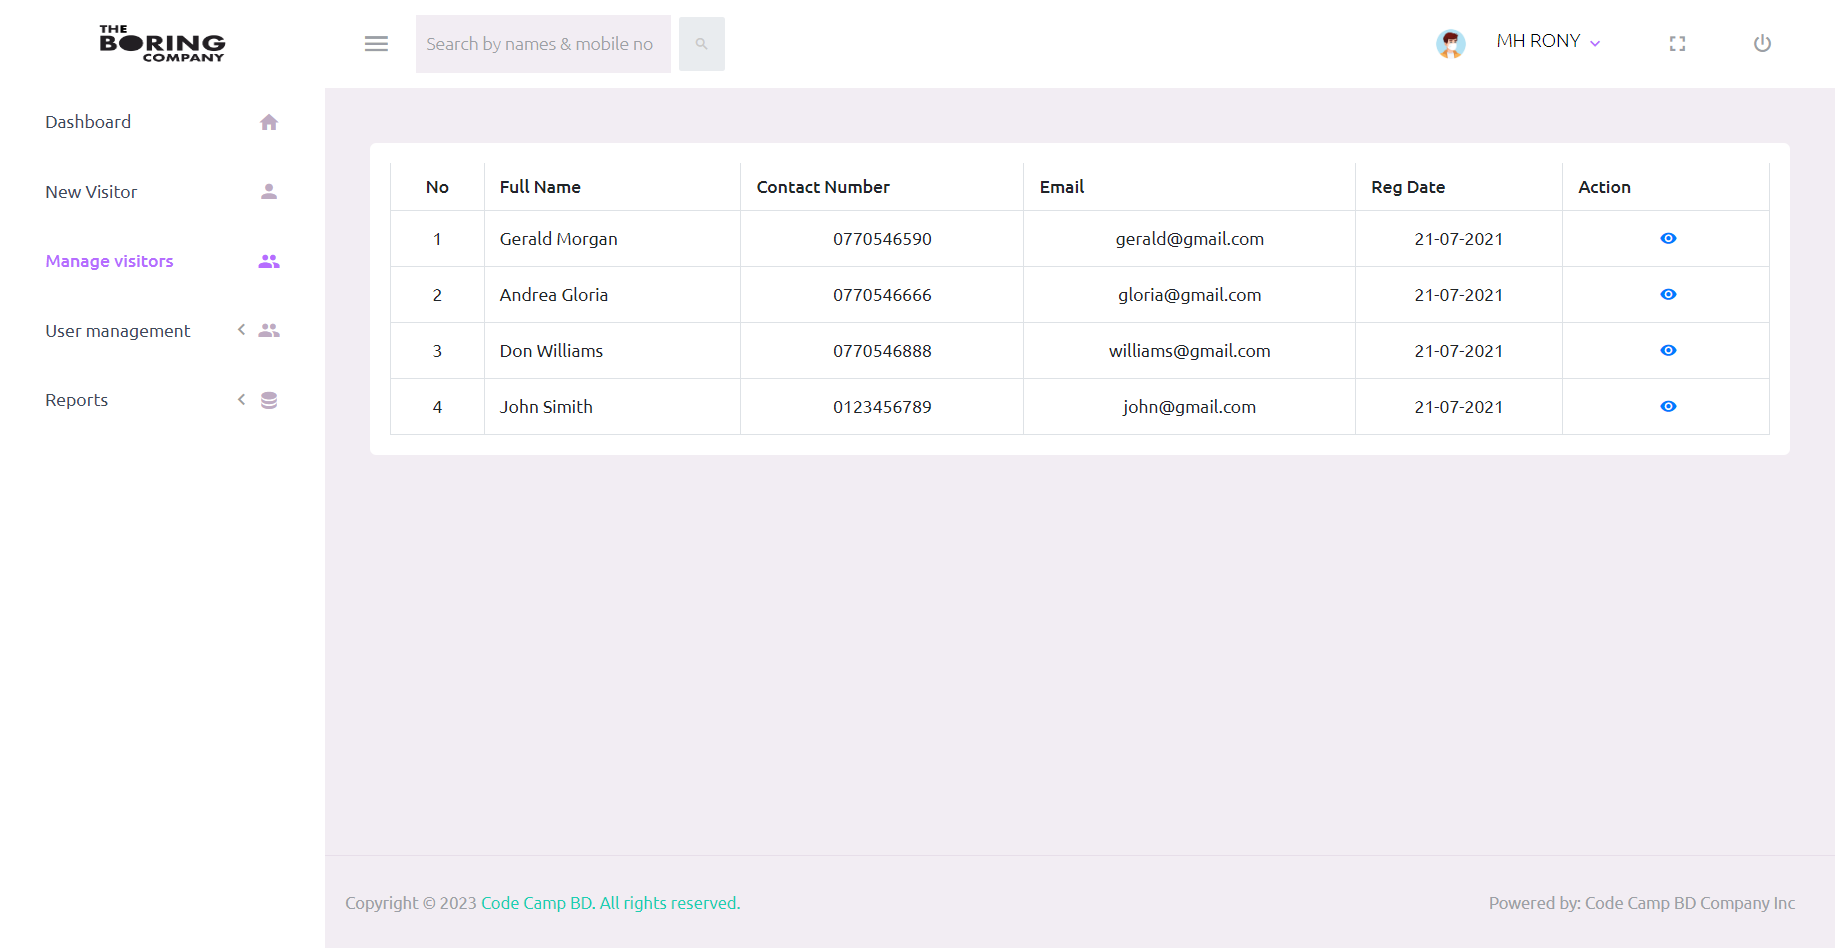 THE
BORING
COMPANY
Search by names & mobile no
MH RONY
Dashboard
New Visitor
Manage visitors
User management
Reports
No Full Name Contact Number Email Reg Date Action
1 Gerald Morgan 0770546590 gerald@gmail.com 21-07-2021
2 Andrea Gloria 0770546666 gloria@gmail.com 21-07-2021
3 Don Williams 0770546888 williams@gmail.com 21-07-2021
4 John Simith 0123456789 john@gmail.com 21-07-2021
Copyright © 2023 Code Camp BD. All rights reserved.
Powered by: Code Camp BD Company Inc